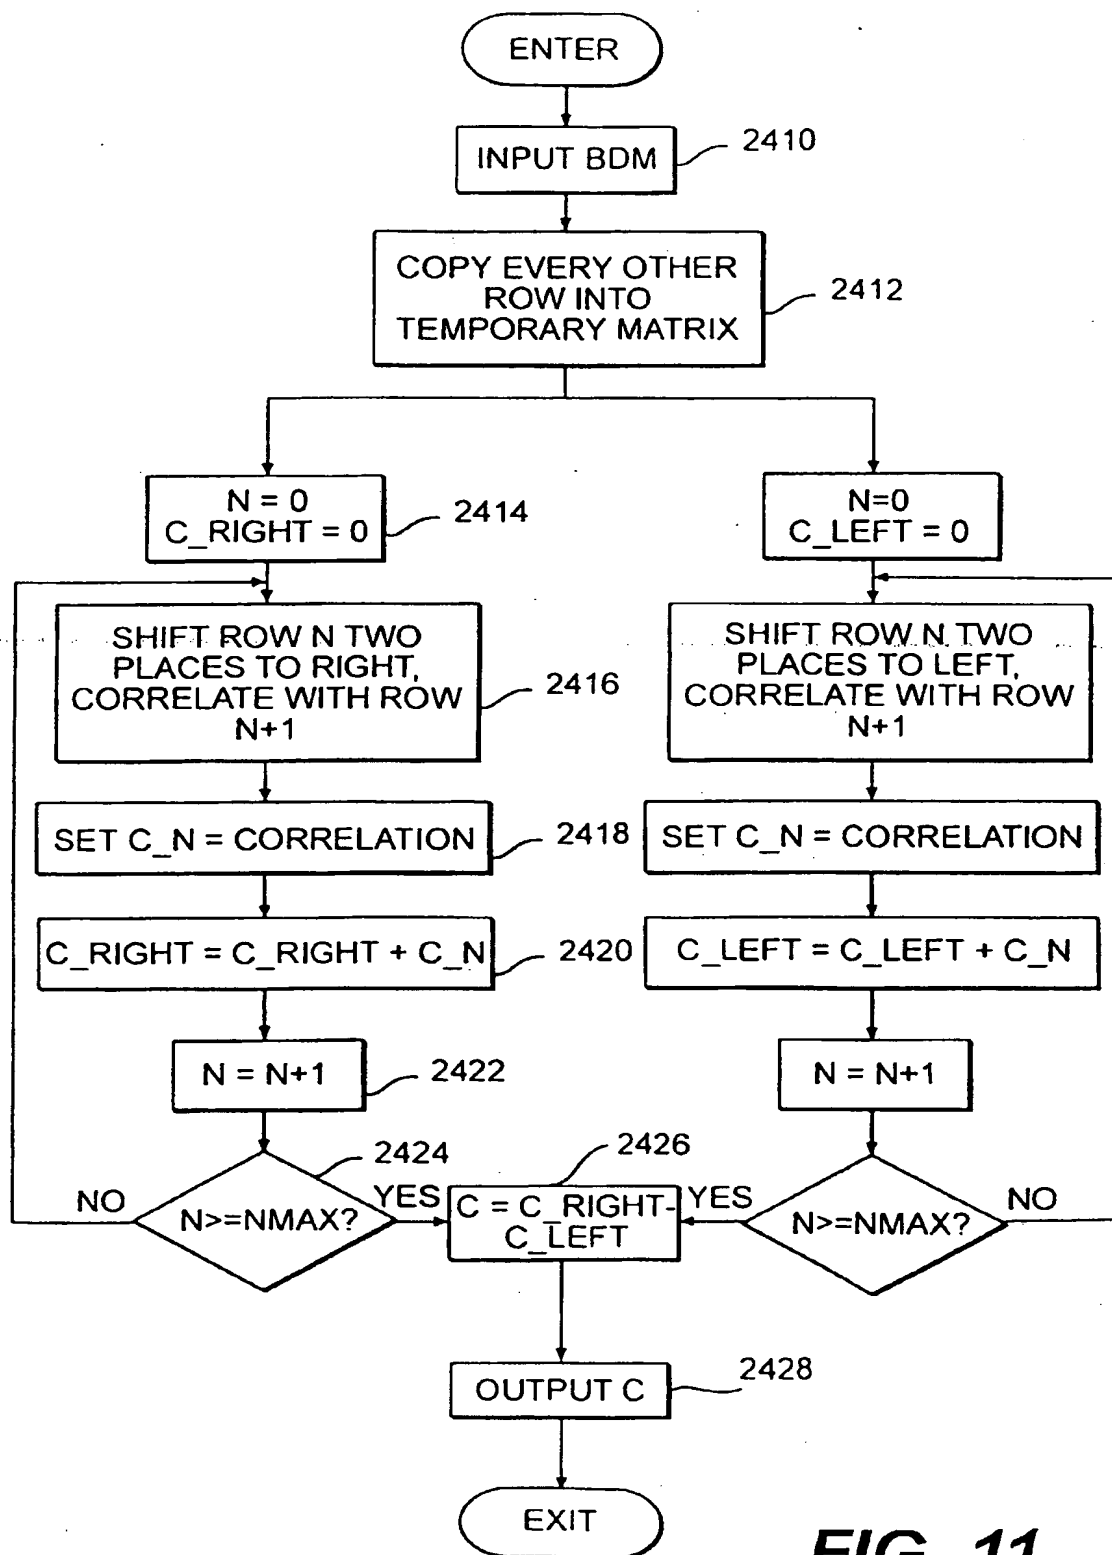 ENTER
INPUT BDM
2410
COPY EVERY OTHER
ROW INTO
TEMPORARY MATRIX
2412
N = 0
C_RIGHT = 0
2414
N=0
C_LEFT = 0
SHIFT ROW N TWO
PLACES TO RIGHT,
CORRELATE WITH ROW
N+1
2416
SHIFT ROW N TWO
PLACES TO LEFT,
CORRELATE WITH ROW
N+1
SET C_N = CORRELATION
2418
SET C_N = CORRELATION
C_RIGHT = C_RIGHT + C_N
2420
C_LEFT = C_LEFT + C_N
N = N+1
2422
N = N+1
2424
2426
NO
N>=NMAX?
YES
C = C_RIGHT-
C_LEFT
YES
N>=NMAX?
NO
OUTPUT C
2428
EXIT
FIG. 11